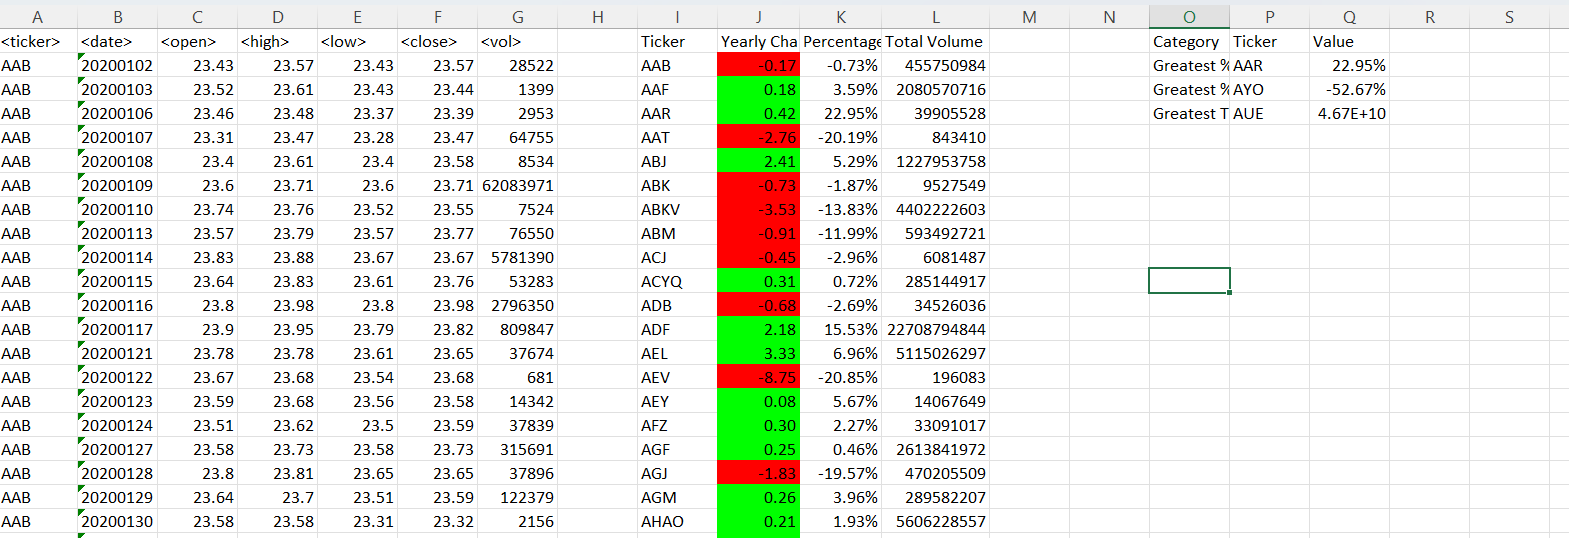 A B C D E F G H I J K L M N O P Q R S
<ticker> <date> <open> <high> <low> <close> <vol> Ticker Yearly Cha Percentage Total Volume Category Ticker Value
AAB 20200102 23.43 23.57 23.43 23.57 28522 AAB -0.17 -0.73% 455750984 Greatest % AAR 22.95%
AAB 20200103 23.52 23.61 23.43 23.44 1399 AAF 0.18 3.59% 2080570716 Greatest % AYO -52.67%
AAB 20200106 23.46 23.48 23.37 23.39 2953 AAR 0.42 22.95% 39905528 Greatest T AUE 4.67E+10
AAB 20200107 23.31 23.47 23.28 23.47 64755 AAT -2.76 -20.19% 843410
AAB 20200108 23.4 23.61 23.4 23.58 8534 ABJ 2.41 5.29% 1227953758
AAB 20200109 23.6 23.71 23.6 23.71 62083971 ABK -0.73 -1.87% 9527549
AAB 20200110 23.74 23.76 23.52 23.55 7524 ABKV -3.53 -13.83% 4402222603
AAB 20200113 23.57 23.79 23.57 23.77 76550 ABM -0.91 -11.99% 593492721
AAB 20200114 23.83 23.88 23.67 23.67 5781390 ACJ -0.45 -2.96% 6081487
AAB 20200115 23.64 23.83 23.61 23.76 53283 ACYQ 0.31 0.72% 285144917
AAB 20200116 23.8 23.98 23.8 23.98 2796350 ADB -0.68 -2.69% 34526036
AAB 20200117 23.9 23.95 23.79 23.82 809847 ADF 2.18 15.53% 22708794844
AAB 20200121 23.78 23.78 23.61 23.65 37674 AEL 3.33 6.96% 5115026297
AAB 20200122 23.67 23.68 23.54 23.68 681 AEV -8.75 -20.85% 196083
AAB 20200123 23.59 23.68 23.56 23.58 14342 AEY 0.08 5.67% 14067649
AAB 20200124 23.51 23.62 23.5 23.59 37839 AFZ 0.30 2.27% 33091017
AAB 20200127 23.58 23.73 23.58 23.73 315691 AGF 0.25 0.46% 2613841972
AAB 20200128 23.8 23.81 23.65 23.65 37896 AGJ -1.83 -19.57% 470205509
AAB 20200129 23.64 23.7 23.51 23.59 122379 AGM 0.26 3.96% 289582207
AAB 20200130 23.58 23.58 23.31 23.32 2156 AHAO 0.21 1.93% 5606228557